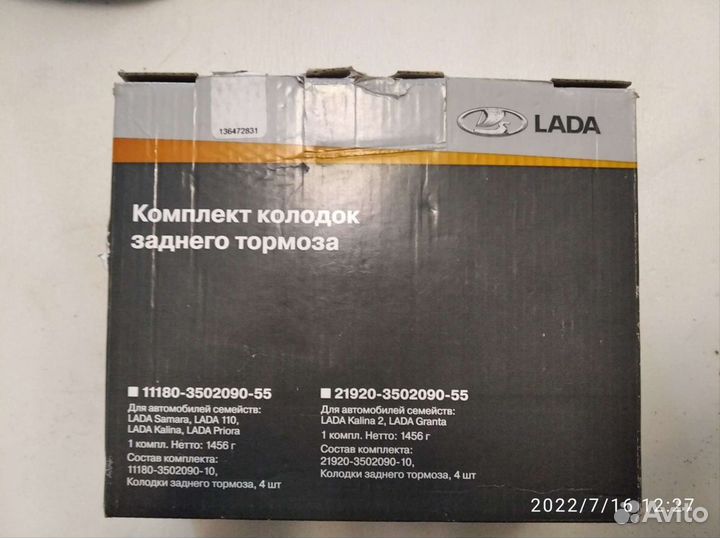 136472831
LADA
Комплект колодок
заднего тормоза
11180-3502090-55
Для автомобилей семейств:
LADA Samara, LADA 110,
LADA Kalina, LADA Priora
1 компл. Нетто: 1456 г
Состав комплекта:
11180-3502090-10,
Колодки заднего тормоза, 4 шт
21920-3502090-55
Для автомобилей семейств:
LADA Kalina 2, LADA Granta
1 компл. Нетто: 1456 г
Состав комплекта:
21920-3502090-10,
Колодки заднего тормоза, 4 шт
2022/7/16 12:27
Avito